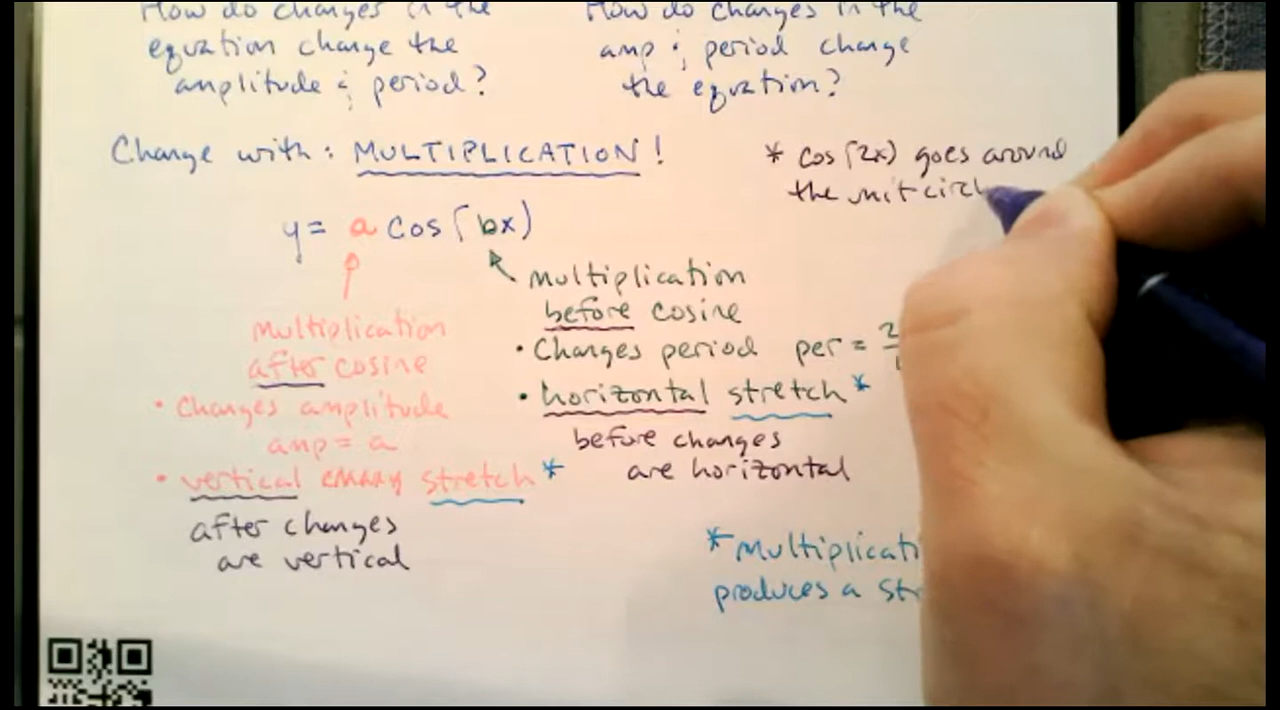 How do changes in the
equation change the
amplitude & period?
How do changes in the
amp & period change
the equation?
Change with: MULTIPLICATION!
* cos(2x) goes around
the unit circl
y = a cos(bx)
Multiplication
before cosine
• Changes period per = 2
• horizontal stretch*
before changes
are horizontal
Multiplication
after cosine
• Changes amplitude
amp = a
• vertical stretch*
after changes
are vertical
*Multiplicati
produces a str